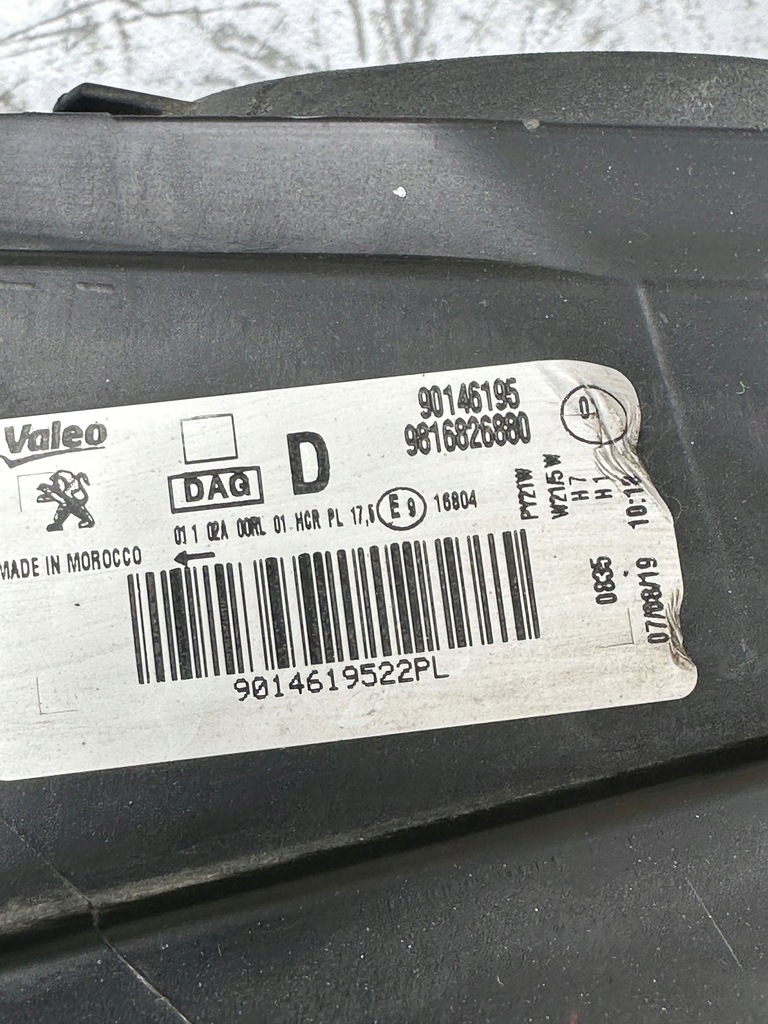 Valeo
DAG
D
90146195
9816826880
01 1 02A 00RL 01 HCR PL 17,5 E9 16804
MADE IN MOROCCO
9014619522PL
PY21W
W21/5W
H7
H1
0835
07/08/19 10:12